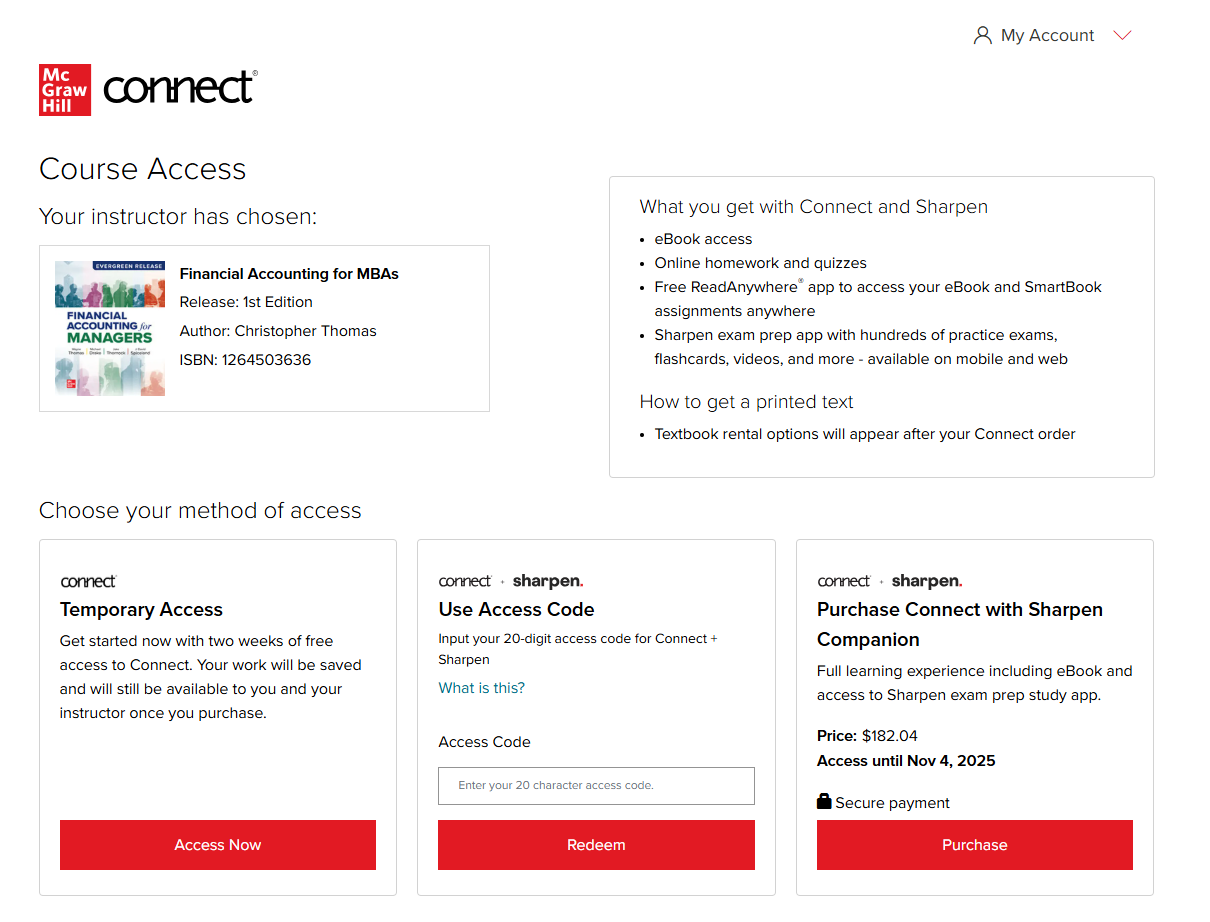 My Account
Mc
Graw
Hill
connect®
Course Access
Your instructor has chosen:
EVERGREEN RELEASE
FINANCIAL
ACCOUNTING for
MANAGERS
Financial Accounting for MBAs
Release: 1st Edition
Author: Christopher Thomas
ISBN: 1264503636
What you get with Connect and Sharpen
• eBook access
• Online homework and quizzes
• Free ReadAnywhere® app to access your eBook and SmartBook
assignments anywhere
• Sharpen exam prep app with hundreds of practice exams,
flashcards, videos, and more - available on mobile and web
How to get a printed text
• Textbook rental options will appear after your Connect order
Choose your method of access
connect
Temporary Access
Get started now with two weeks of free
access to Connect. Your work will be saved
and will still be available to you and your
instructor once you purchase.
Access Now
connect + sharpen.
Use Access Code
Input your 20-digit access code for Connect +
Sharpen
What is this?
Access Code
Enter your 20 character access code.
Redeem
connect + sharpen.
Purchase Connect with Sharpen
Companion
Full learning experience including eBook and
access to Sharpen exam prep study app.
Price: $182.04
Access until Nov 4, 2025
Secure payment
Purchase